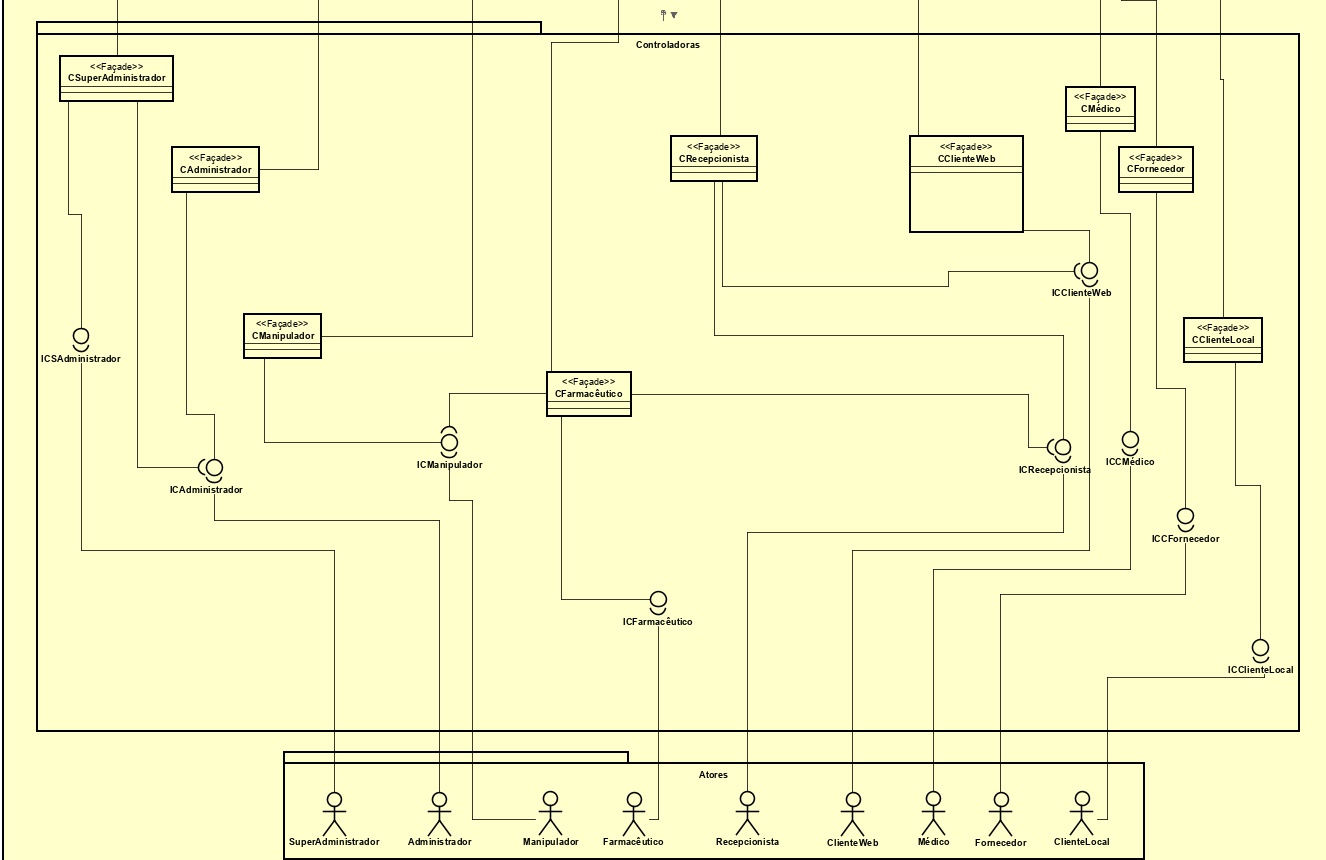 Controladoras
<<Façade>>
CSuperAdministrador
<<Façade>>
CMédico
<<Façade>>
CAdministrador
<<Façade>>
CRecepcionista
<<Façade>>
CClienteWeb
<<Façade>>
CFornecedor
ICClienteWeb
<<Façade>>
CManipulador
<<Façade>>
CClienteLocal
ICSAdministrador
<<Façade>>
CFarmacêutico
ICManipulador
ICRecepcionista
ICCMédico
ICAdministrador
ICCFornecedor
ICFarmacêutico
ICClienteLocal
Atores
SuperAdministrador
Administrador
Manipulador
Farmacêutico
Recepcionista
ClienteWeb
Médico
Fornecedor
ClienteLocal